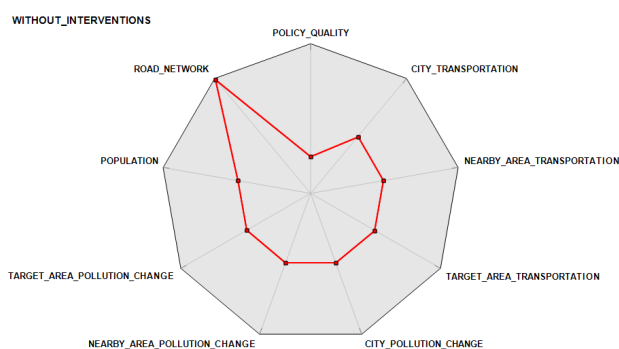 WITHOUT_INTERVENTIONS
POLICY_QUALITY
ROAD_NETWORK
CITY_TRANSPORTATION
POPULATION
NEARBY_AREA_TRANSPORTATION
TARGET_AREA_POLLUTION_CHANGE
TARGET_AREA_TRANSPORTATION
NEARBY_AREA_POLLUTION_CHANGE
CITY_POLLUTION_CHANGE